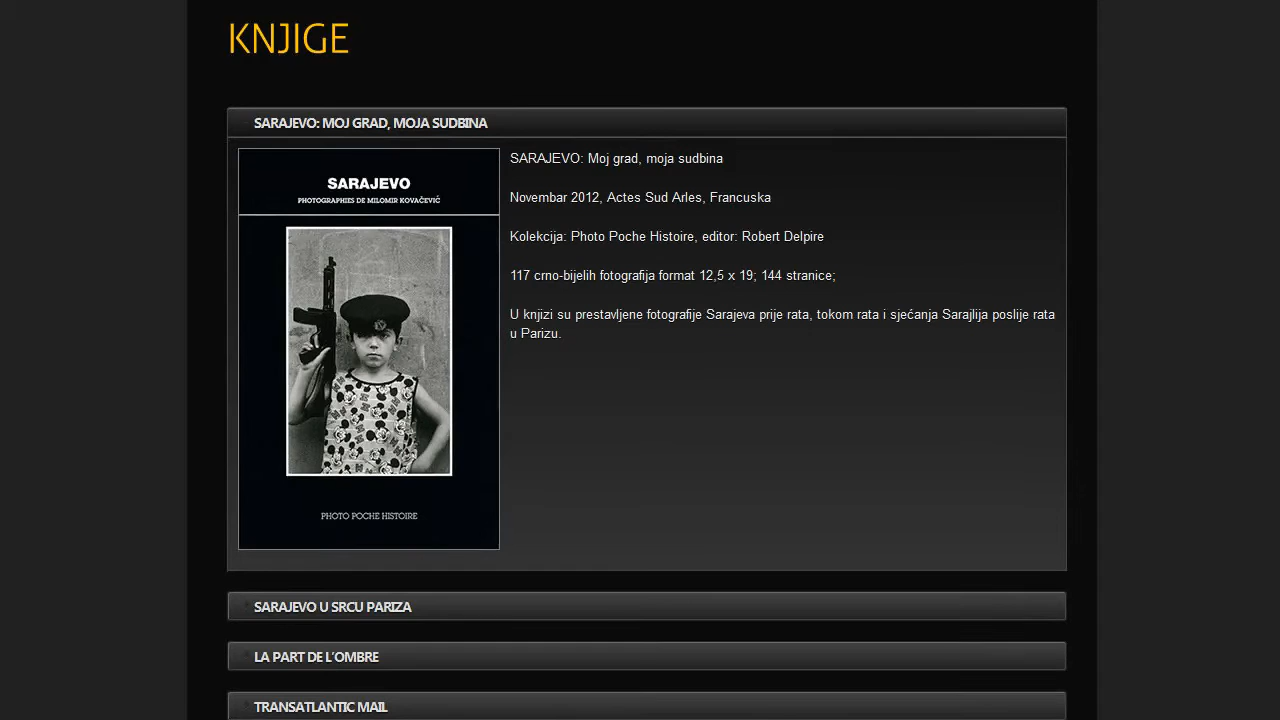 KNJIGE
SARAJEVO: MOJ GRAD, MOJA SUDBINA
SARAJEVO
PHOTOGRAPHIES DE MILOMIR KOVAČEVIĆ
PHOTO POCHE HISTOIRE
SARAJEVO: Moj grad, moja sudbina
Novembar 2012, Actes Sud Arles, Francuska
Kolekcija: Photo Poche Histoire, editor: Robert Delpire
117 crno-bijelih fotografija format 12,5 x 19; 144 stranice;
U knjizi su prestavljene fotografije Sarajeva prije rata, tokom rata i sjećanja Sarajlija poslije rata
u Parizu.
SARAJEVO U SRCU PARIZA
LA PART DE L'OMBRE
TRANSATLANTIC MAIL